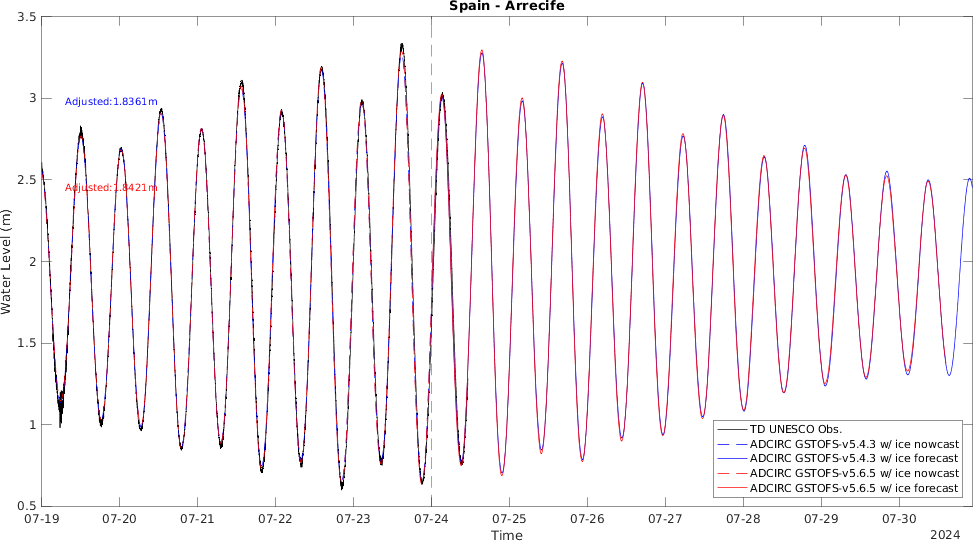 Spain - Arrecife
3.5
3
2.5
2
1.5
1
0.5
Water Level (m)
Adjusted:1.8361m
Adjusted:1.8421m
TD UNESCO Obs.
ADCIRC GSTOFS-v5.4.3 w/ ice nowcast
ADCIRC GSTOFS-v5.4.3 w/ ice forecast
ADCIRC GSTOFS-v5.6.5 w/ ice nowcast
ADCIRC GSTOFS-v5.6.5 w/ ice forecast
07-19 07-20 07-21 07-22 07-23 07-24 07-25 07-26 07-27 07-28 07-29 07-30
Time
2024